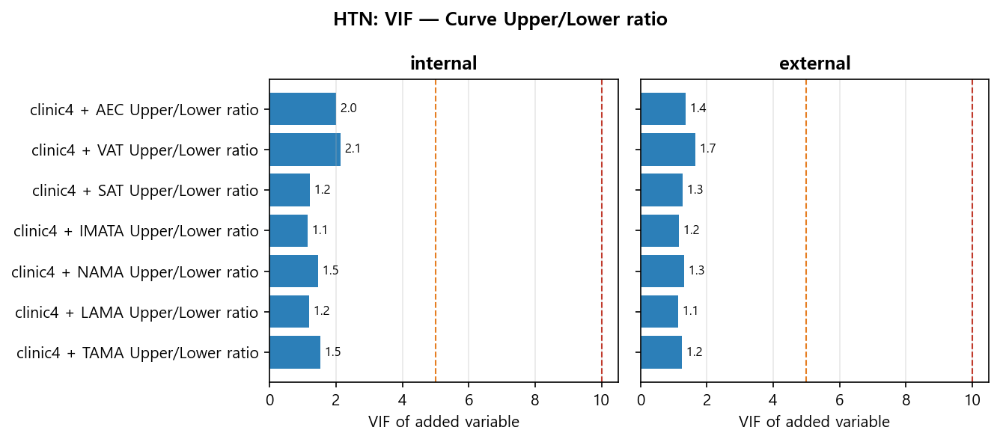 HTN: VIF — Curve Upper/Lower ratio
internal
external
clinic4 + AEC Upper/Lower ratio
2.0
1.4
clinic4 + VAT Upper/Lower ratio
2.1
1.7
clinic4 + SAT Upper/Lower ratio
1.2
1.3
clinic4 + IMATA Upper/Lower ratio
1.1
1.2
clinic4 + NAMA Upper/Lower ratio
1.5
1.3
clinic4 + LAMA Upper/Lower ratio
1.2
1.1
clinic4 + TAMA Upper/Lower ratio
1.5
1.2
0 2 4 6 8 10
0 2 4 6 8 10
VIF of added variable
VIF of added variable